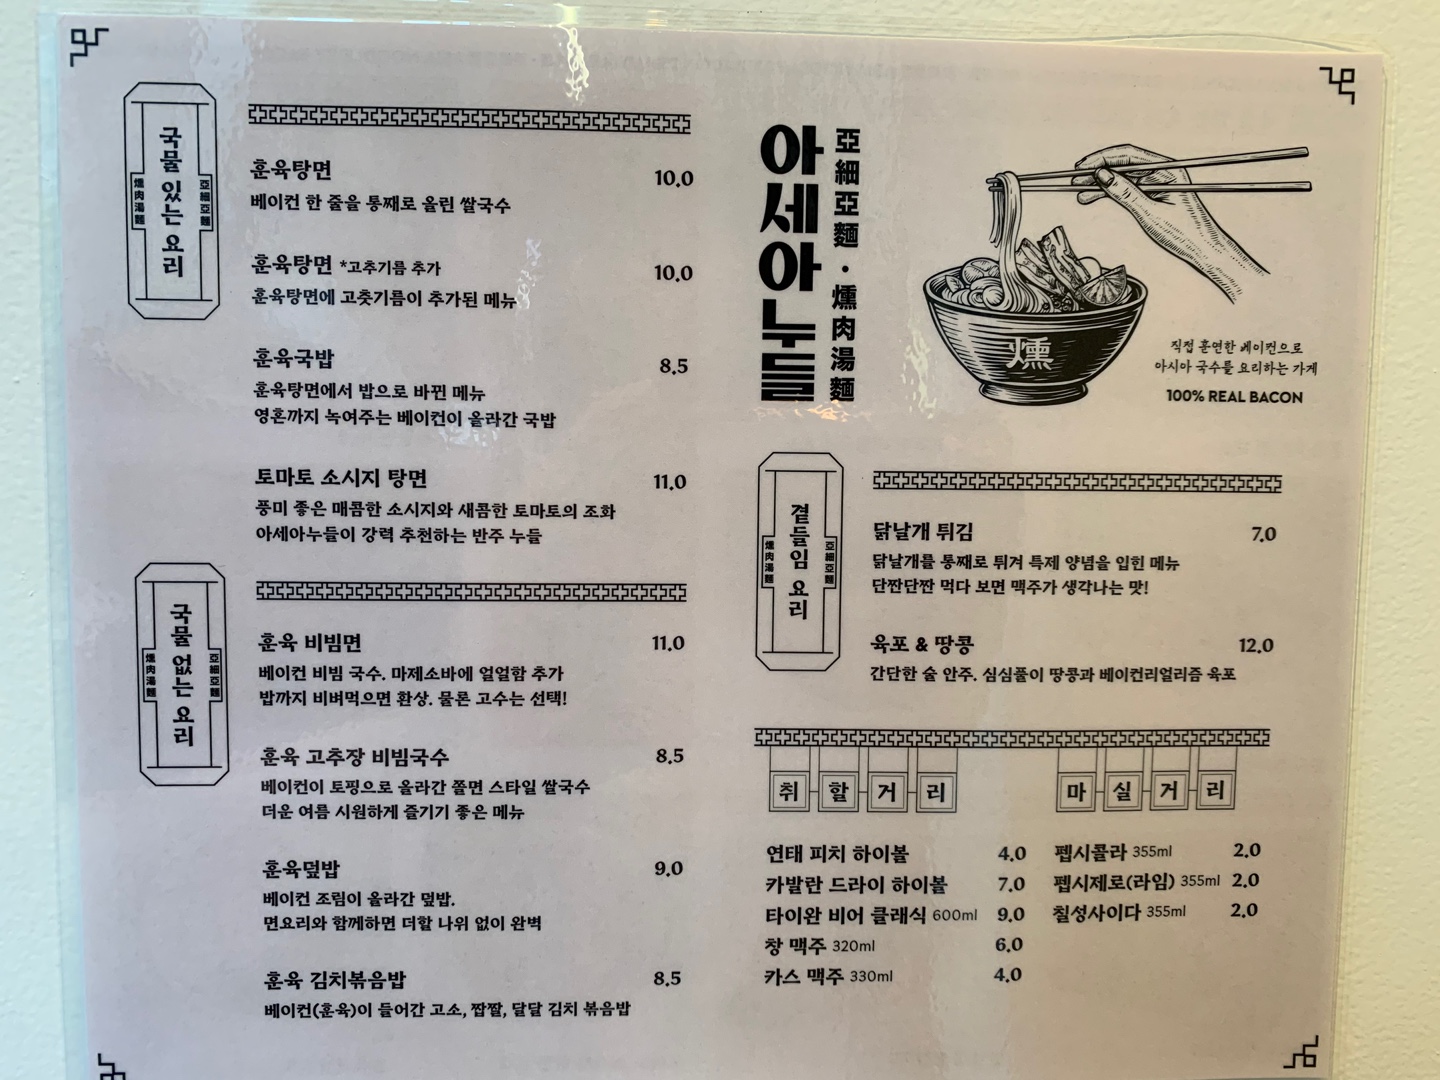 국물 있는 요리
亞細亞麵
燻肉湯麵
훈육탕면 10.0
베이컨 한 줄을 통째로 올린 쌀국수
훈육탕면 *고추기름 추가 10.0
훈육탕면에 고춧기름이 추가된 메뉴
훈육국밥 8.5
훈육탕면에서 밥으로 바뀐 메뉴
영혼까지 녹여주는 베이컨이 올라간 국밥
토마토 소시지 탕면 11.0
풍미 좋은 매콤한 소시지와 새콤한 토마토의 조화
아세아누들이 강력 추천하는 반주 누들
국물 없는 요리
亞細亞麵
燻肉湯麵
훈육 비빔면 11.0
베이컨 비빔 국수. 마제소바에 얼얼함 추가
밥까지 비벼먹으면 환상. 물론 고수는 선택!
훈육 고추장 비빔국수 8.5
베이컨이 토핑으로 올라간 쫄면 스타일 쌀국수
더운 여름 시원하게 즐기기 좋은 메뉴
훈육덮밥 9.0
베이컨 조림이 올라간 덮밥.
면요리와 함께하면 더할 나위 없이 완벽
훈육 김치볶음밥 8.5
베이컨(훈육)이 들어간 고소, 짭짤, 달달 김치 볶음밥
아세아누들
亞細亞麵·燻肉湯麵
燻
직접 훈연한 베이컨으로
아시아 국수를 요리하는 가게
100% REAL BACON
곁들임 요리
亞細亞麵
燻肉湯麵
닭날개 튀김 7.0
닭날개를 통째로 튀겨 특제 양념을 입힌 메뉴
단짠단짠 먹다 보면 맥주가 생각나는 맛!
육포 & 땅콩 12.0
간단한 술 안주. 심심풀이 땅콩과 베이컨리얼리즘 육포
취할거리
연태 피치 하이볼 4.0
카발란 드라이 하이볼 7.0
타이완 비어 클래식 600ml 9.0
창 맥주 320ml 6.0
카스 맥주 330ml 4.0
마실거리
펩시콜라 355ml 2.0
펩시제로(라임) 355ml 2.0
칠성사이다 355ml 2.0